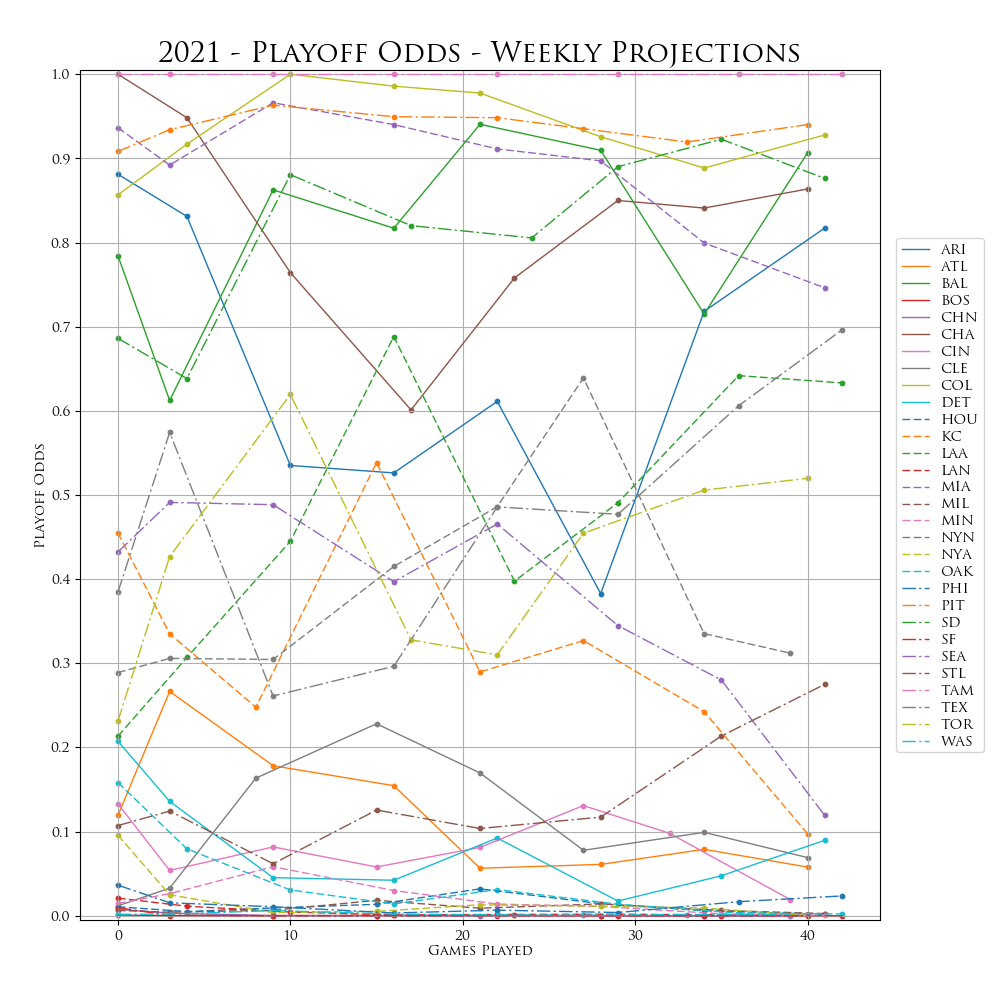 2021 - Playoff Odds - Weekly Projections
1.0
0.9
0.8
0.7
0.6
0.5
0.4
0.3
0.2
0.1
0.0
Playoff Odds
0 10 20 30 40
Games Played
ARI
ATL
BAL
BOS
CHN
CHA
CIN
CLE
COL
DET
HOU
KC
LAA
LAN
MIA
MIL
MIN
NYN
NYA
OAK
PHI
PIT
SD
SF
SEA
STL
TAM
TEX
TOR
WAS